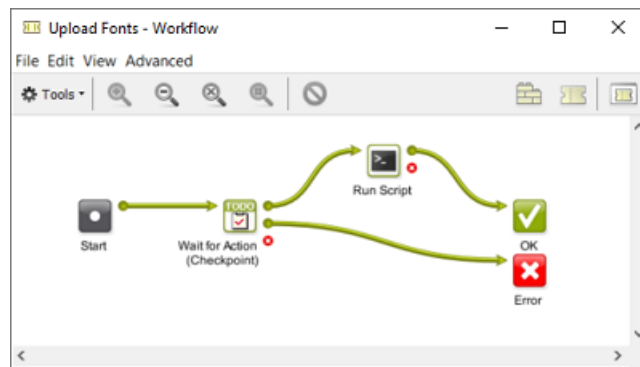 Upload Fonts - Workflow
File Edit View Advanced
Tools
TODO
>_
Run Script
Start
Wait for Action
(Checkpoint)
OK
Error